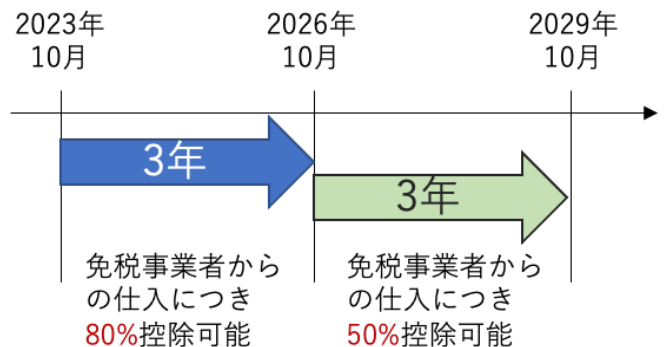 2023年
10月
2026年
10月
2029年
10月
3年
3年
免税事業者から
の仕入につき
80%控除可能
免税事業者から
の仕入につき
50%控除可能